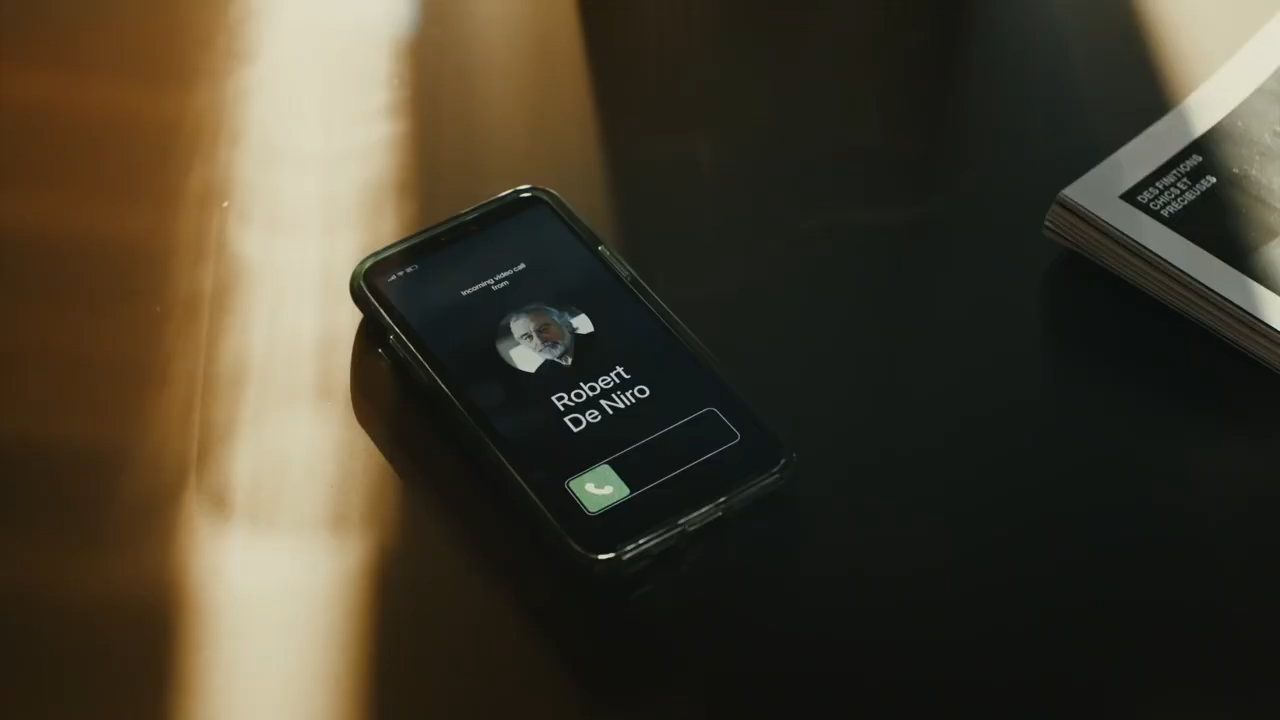 Incoming video call
from
Robert
De Niro
DES FINITIONS
CHICS ET
PRÉCIEUSES